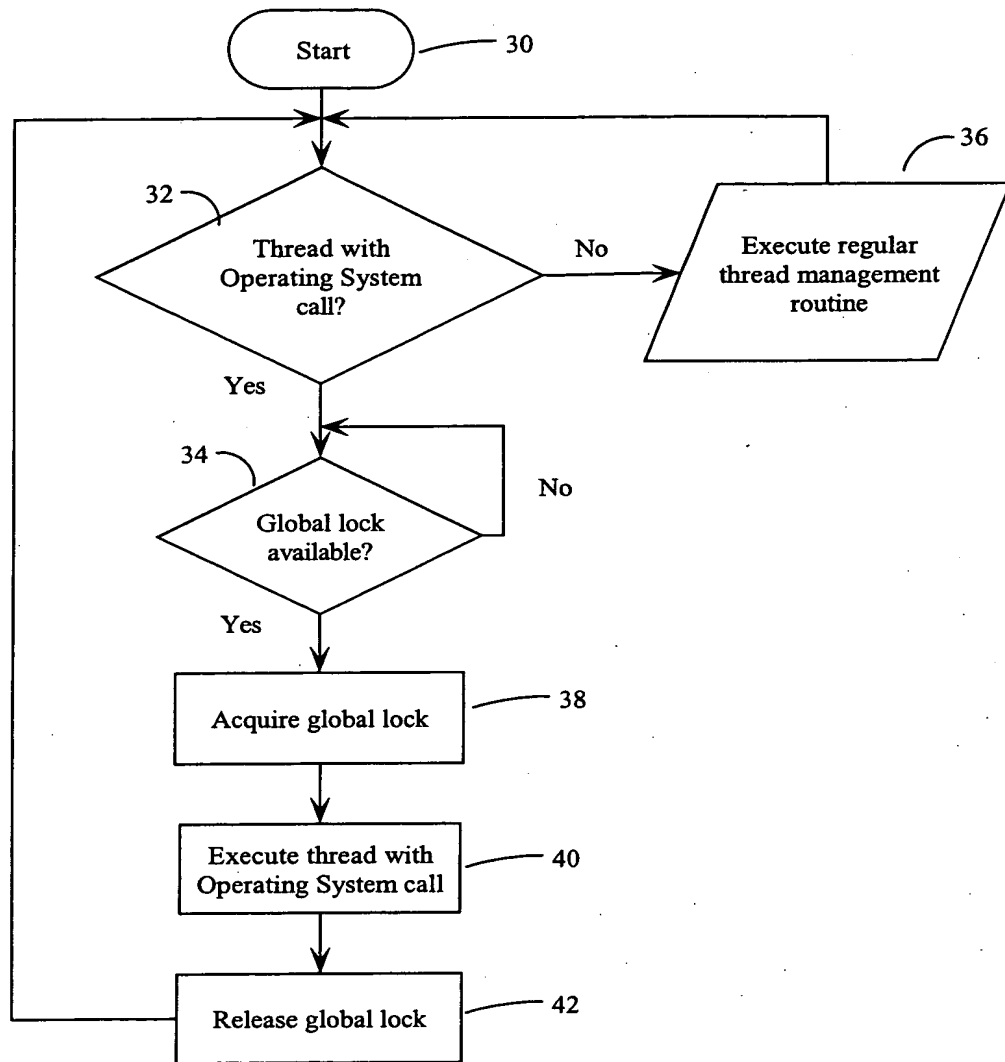 Start
30
36
32
Thread with
Operating System
call?
No
Execute regular
thread management
routine
Yes
34
No
Global lock
available?
Yes
Acquire global lock
38
Execute thread with
Operating System call
40
Release global lock
42